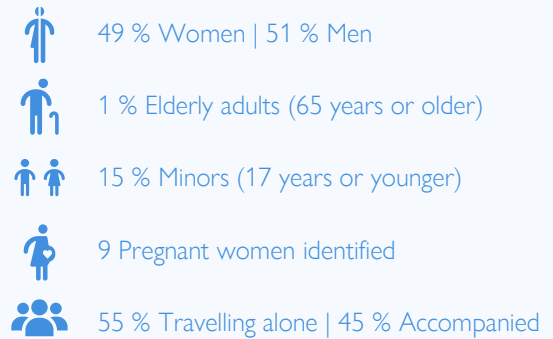 49 % Women | 51 % Men
1 % Elderly adults (65 years or older)
15 % Minors (17 years or younger)
9 Pregnant women identified
55 % Travelling alone | 45 % Accompanied